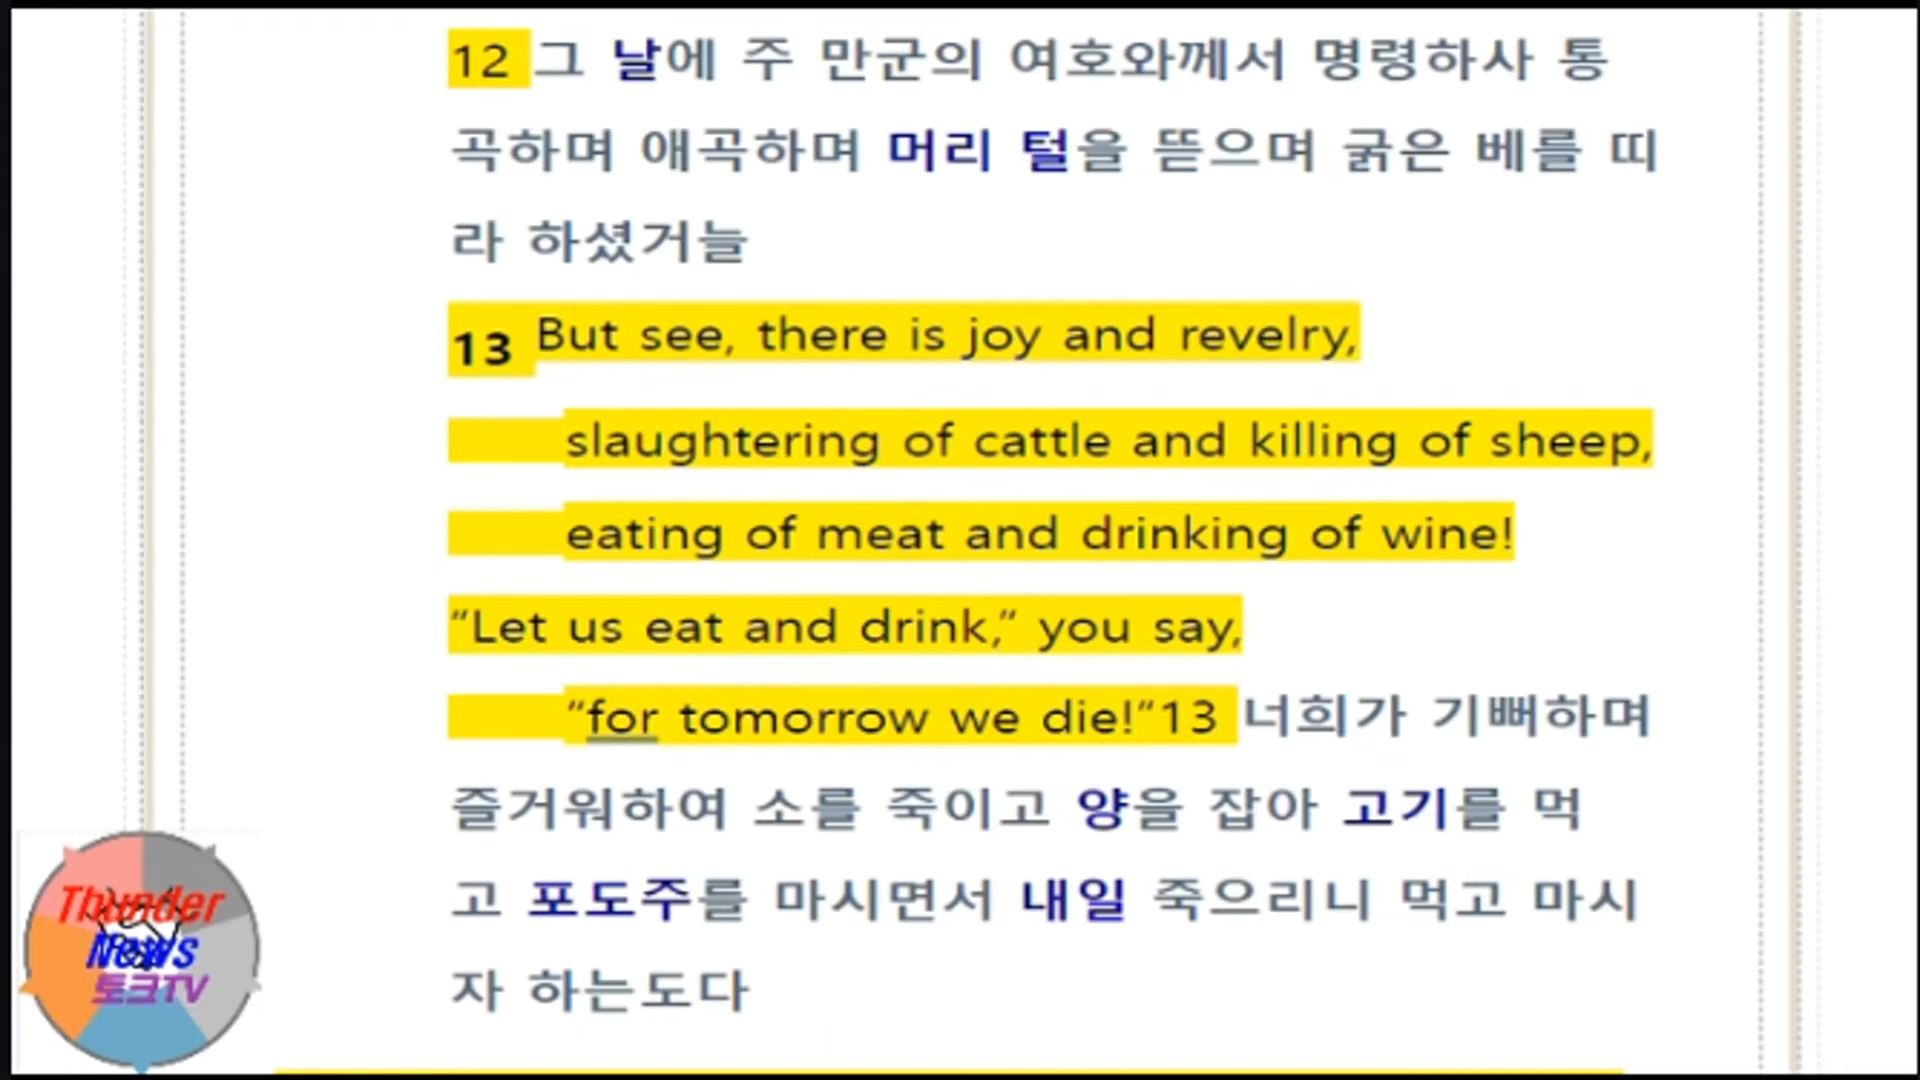 12 그 날에 주 만군의 여호와께서 명령하사 통
곡하며 애곡하며 머리 털을 뜯으며 굵은 베를 띠
라 하셨거늘
13 But see, there is joy and revelry,
slaughtering of cattle and killing of sheep,
eating of meat and drinking of wine!
“Let us eat and drink,” you say,
“for tomorrow we die!”13 너희가 기뻐하며
즐거워하여 소를 죽이고 양을 잡아 고기를 먹
고 포도주를 마시면서 내일 죽으리니 먹고 마시
자 하는도다
Thunder
News
토크TV